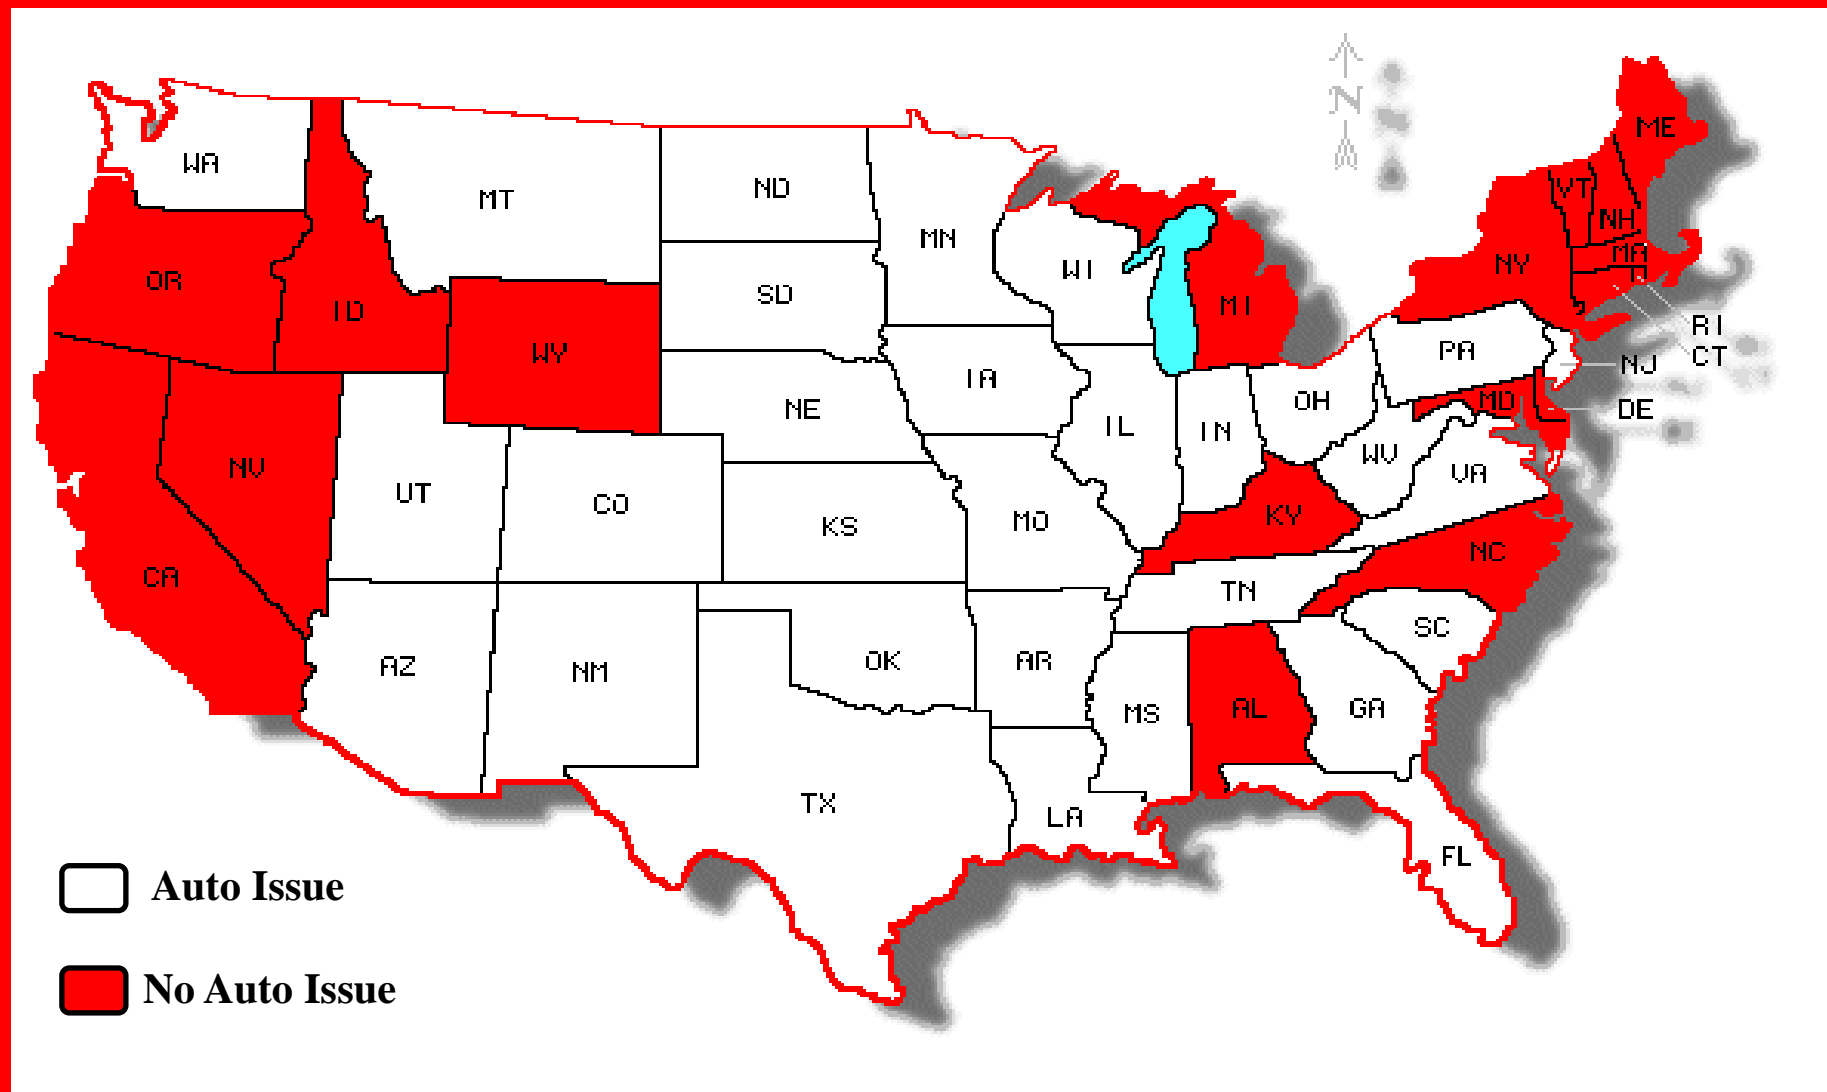 N
ME
WA
VT
MT
ND
NH
MN
MA
NY
WI
OR
SD
ID
MI
RI
WY
PA
CT
NJ
IA
NE
OH
MD
DE
IL
IN
WV
NV
VA
UT
CO
KY
MO
KS
NC
CA
TN
SC
AZ
OK
AR
NM
GA
AL
MS
TX
LA
FL
Auto Issue
No Auto Issue